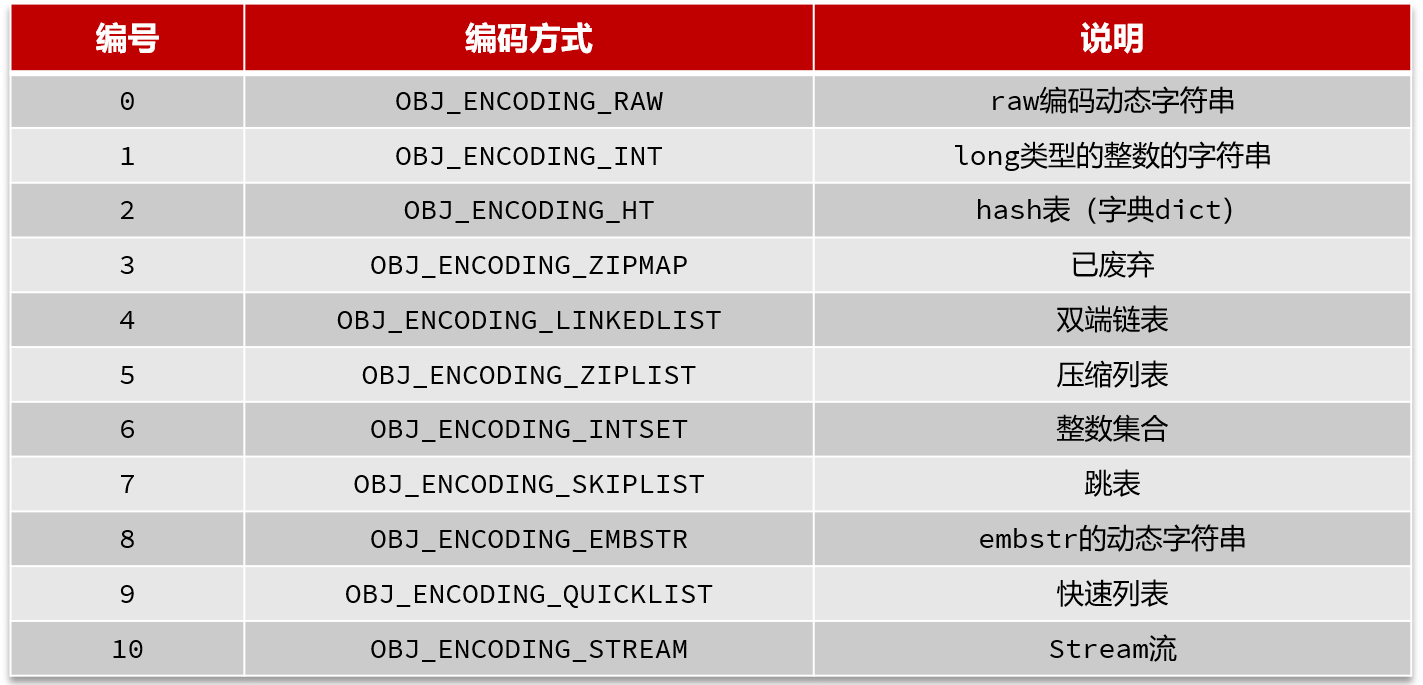 编号 编码方式 说明
0 OBJ_ENCODING_RAW raw编码动态字符串
1 OBJ_ENCODING_INT long类型的整数的字符串
2 OBJ_ENCODING_HT hash表（字典dict）
3 OBJ_ENCODING_ZIPMAP 已废弃
4 OBJ_ENCODING_LINKEDLIST 双端链表
5 OBJ_ENCODING_ZIPLIST 压缩列表
6 OBJ_ENCODING_INTSET 整数集合
7 OBJ_ENCODING_SKIPLIST 跳表
8 OBJ_ENCODING_EMBSTR embstr的动态字符串
9 OBJ_ENCODING_QUICKLIST 快速列表
10 OBJ_ENCODING_STREAM Stream流